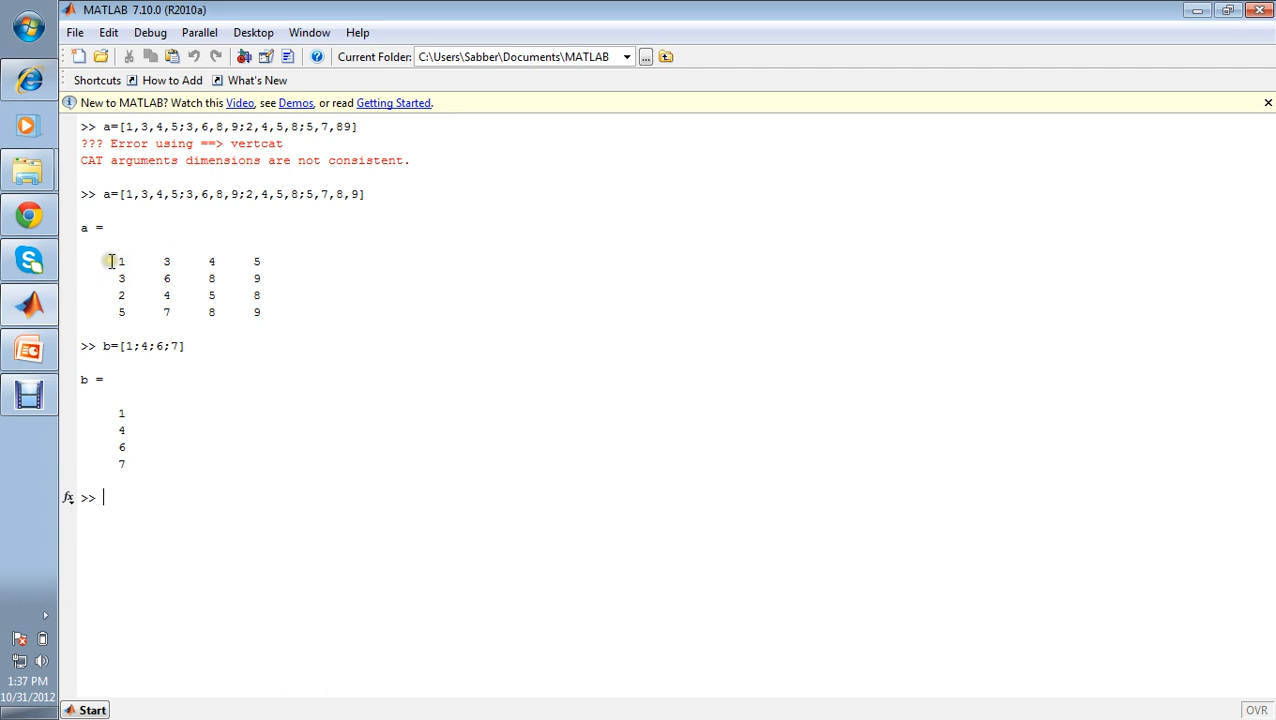 MATLAB 7.10.0 (R2010a)
File Edit Debug Parallel Desktop Window Help
Current Folder: C:\Users\Sabber\Documents\MATLAB ...
Shortcuts How to Add What's New
New to MATLAB? Watch this Video, see Demos, or read Getting Started.
>> a=[1,3,4,5;3,6,8,9;2,4,5,8;5,7,89]
??? Error using ==> vertcat
CAT arguments dimensions are not consistent.
>> a=[1,3,4,5;3,6,8,9;2,4,5,8;5,7,8,9]
a =
1 3 4 5
3 6 8 9
2 4 5 8
5 7 8 9
>> b=[1;4;6;7]
b =
1
4
6
7
fx >>
1:37 PM
10/31/2012
Start
OVR